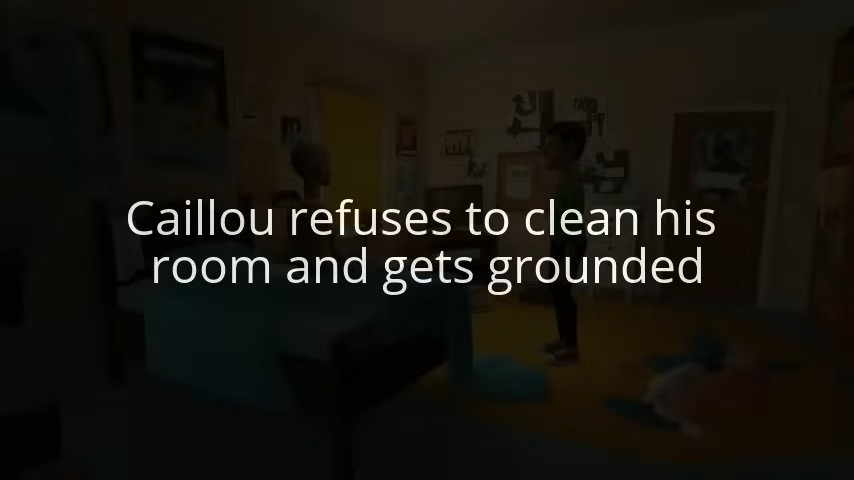 Caillou refuses to clean his
room and gets grounded